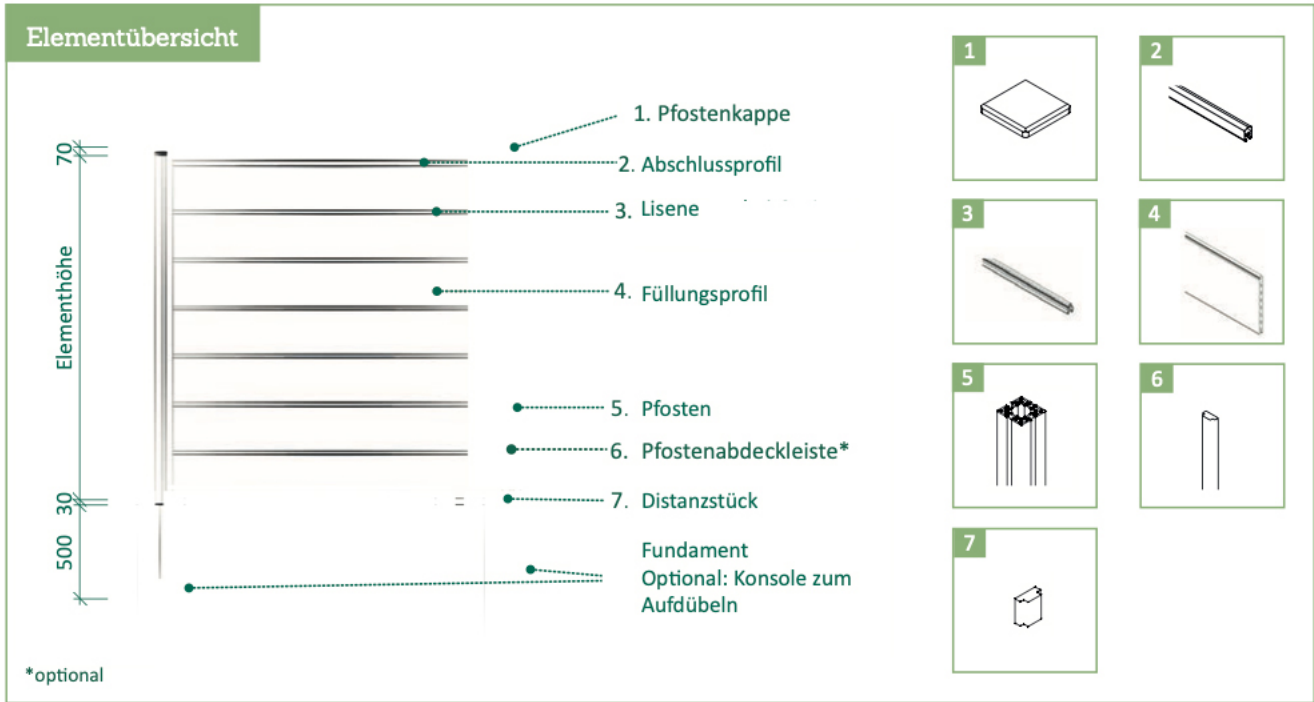 Elementübersicht
70
Elementhöhe
30
500
1. Pfostenkappe
2. Abschlussprofil
3. Lisene
4. Füllungsprofil
5. Pfosten
6. Pfostenabdeckleiste*
7. Distanzstück
Fundament
Optional: Konsole zum
Aufdübeln
*optional
1
2
3
4
5
6
7